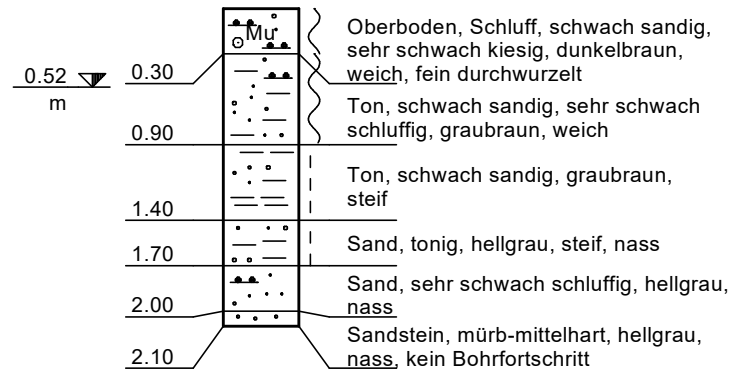 Mu
Oberboden, Schluff, schwach sandig,
sehr schwach kiesig, dunkelbraun,
weich, fein durchwurzelt
0.52
m
0.30
Ton, schwach sandig, sehr schwach
schluffig, graubraun, weich
0.90
Ton, schwach sandig, graubraun,
steif
1.40
Sand, tonig, hellgrau, steif, nass
1.70
Sand, sehr schwach schluffig, hellgrau,
nass
2.00
Sandstein, mürb-mittelhart, hellgrau,
nass, kein Bohrfortschritt
2.10